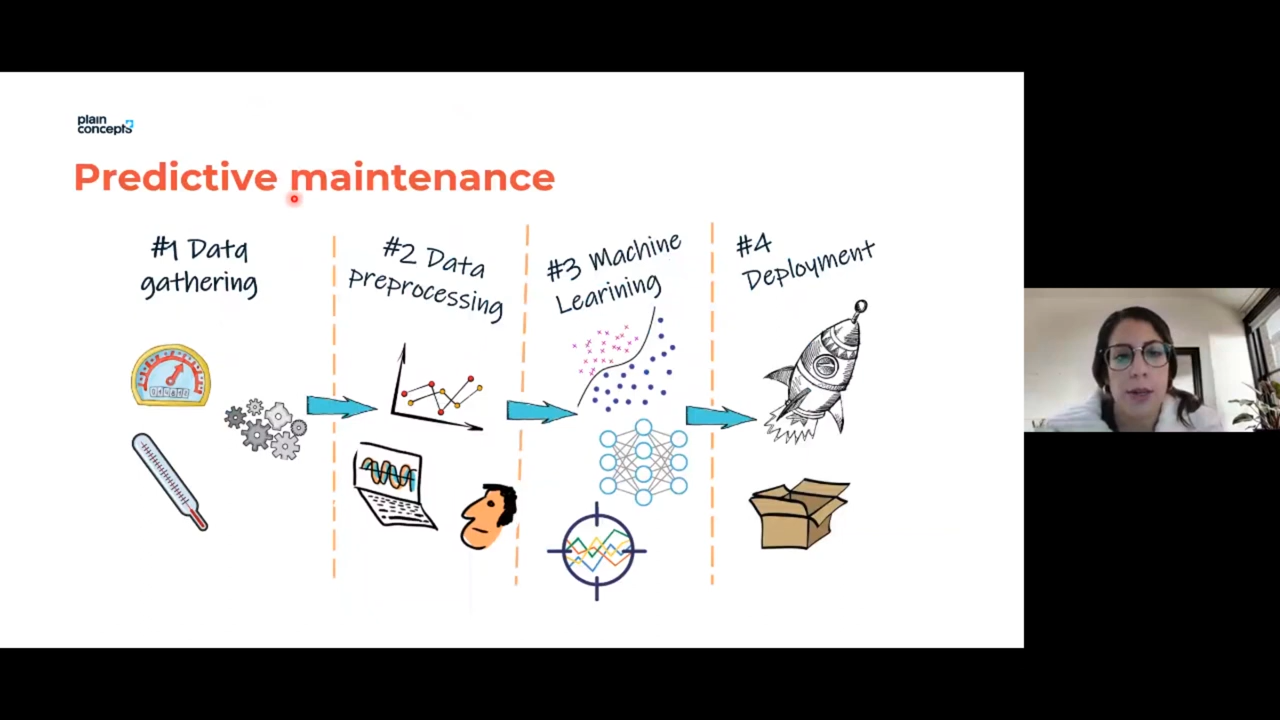 plain
concepts
Predictive maintenance
#1 Data
gathering
#2 Data
preprocessing
#3 Machine
Learining
#4
Deployment